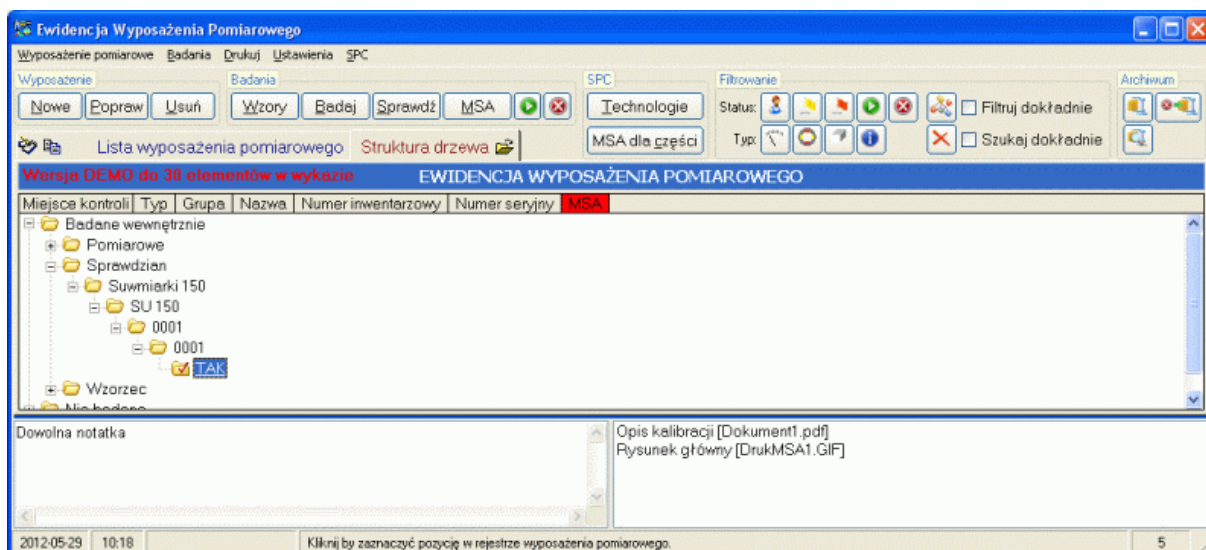 Ewidencja Wyposażenia Pomiarowego
Wyposażenie pomiarowe Badania Drukuj Ustawienia SPC
Wyposażenie Badania SPC Filtrowanie Archiwum
Nowe Popraw Usuń Wzory Badaj Sprawdź MSA Technologie Status: Filtruj dokładnie
Lista wyposażenia pomiarowego Struktura drzewa MSA dla części Typ: Szukaj dokładnie
Wersja DEMO do 30 elementów w wykazie EWIDENCJA WYPOSAŻENIA POMIAROWEGO
Miejsce kontroli Typ Grupa Nazwa Numer inwentarzowy Numer seryjny MSA
Badane wewnętrznie
Pomiarowe
Sprawdzian
Suwmiarki 150
SU 150
0001
0001
TAK
Wzorzec
Nie badane
Dowolna notatka
Opis kalibracji [Dokument1.pdf]
Rysunek główny [DrukMSA1.GIF]
2012-05-29 10:18 Kliknij by zaznaczyć pozycję w rejestrze wyposażenia pomiarowego. 5